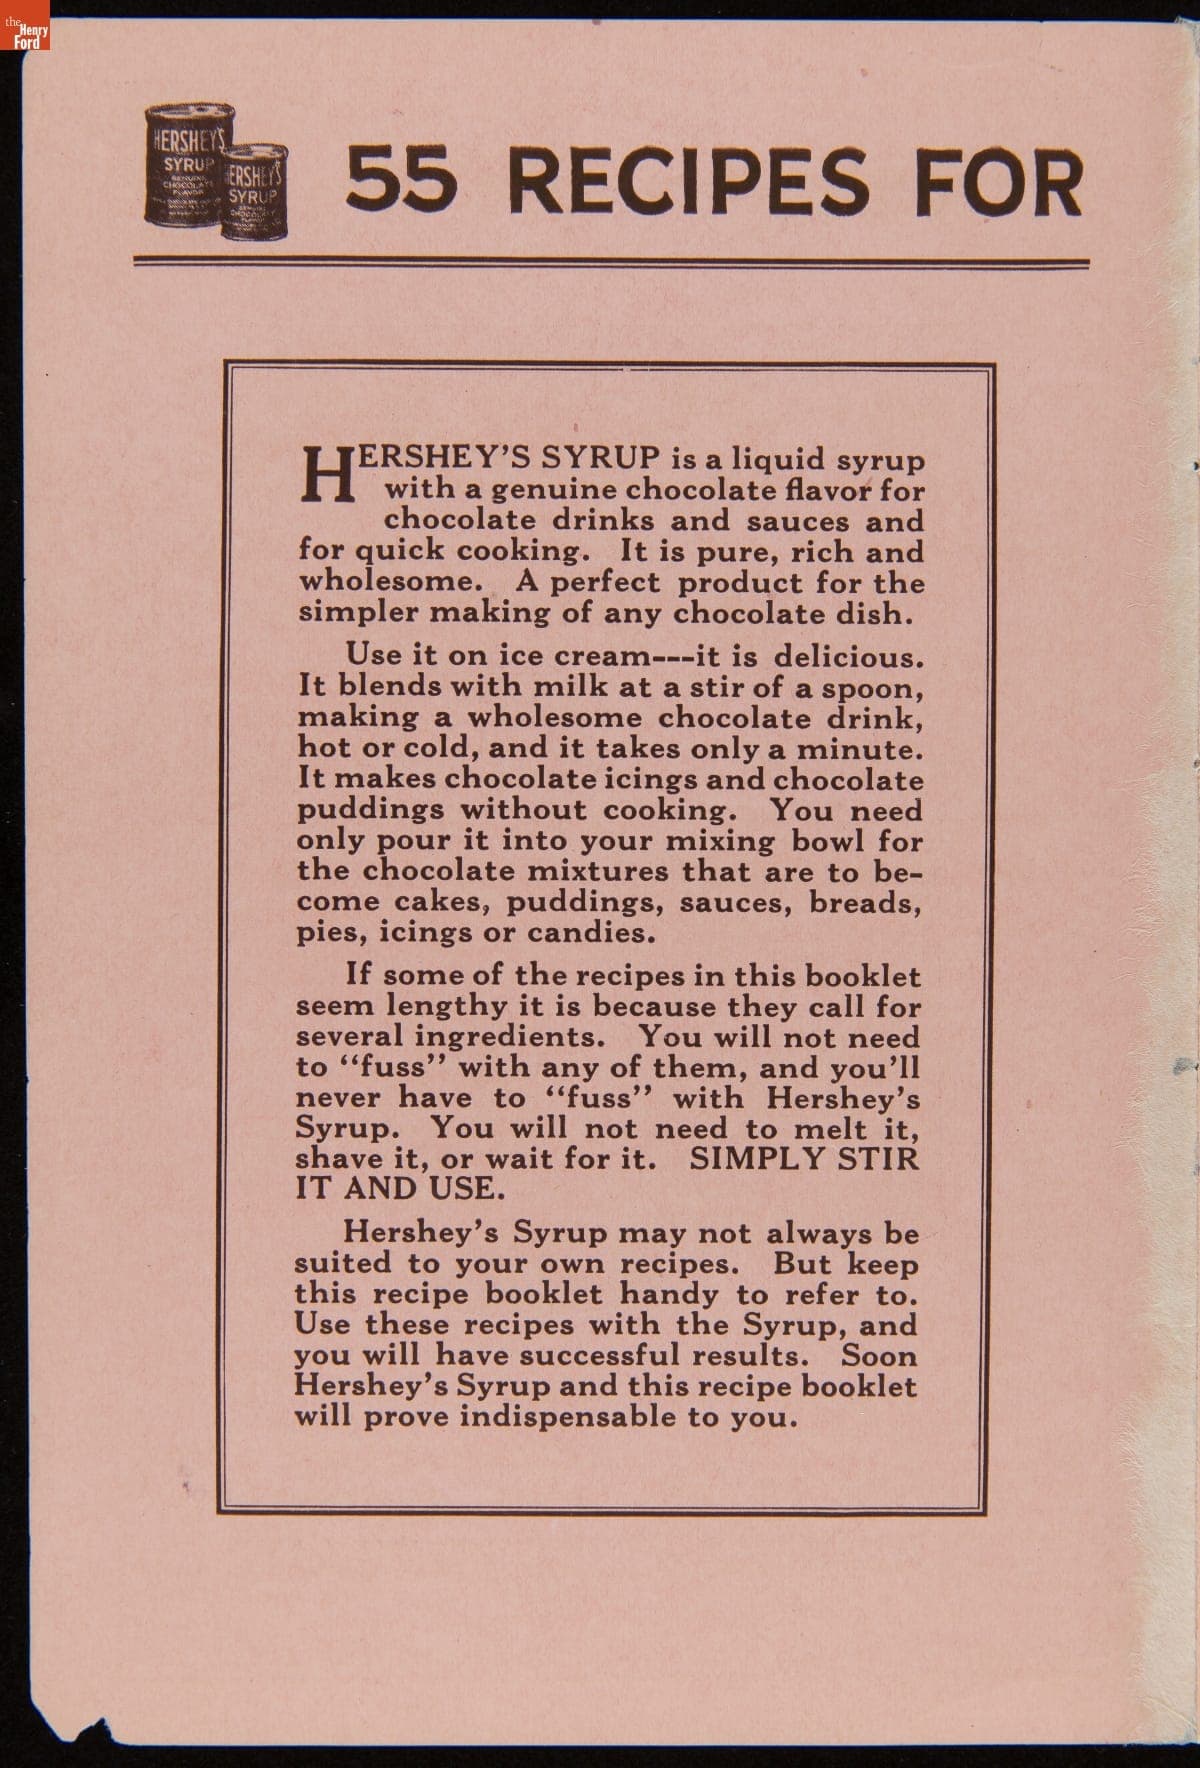 the
Henry
Ford
HERSHEY'S
SYRUP
GENUINE
CHOCOLATE
FLAVOR
HERSHEY'S
SYRUP
GENUINE
CHOCOLATE
FLAVOR
55 RECIPES FOR
HERSHEY'S SYRUP is a liquid syrup
with a genuine chocolate flavor for
chocolate drinks and sauces and
for quick cooking. It is pure, rich and
wholesome. A perfect product for the
simpler making of any chocolate dish.
Use it on ice cream---it is delicious.
It blends with milk at a stir of a spoon,
making a wholesome chocolate drink,
hot or cold, and it takes only a minute.
It makes chocolate icings and chocolate
puddings without cooking. You need
only pour it into your mixing bowl for
the chocolate mixtures that are to be-
come cakes, puddings, sauces, breads,
pies, icings or candies.
If some of the recipes in this booklet
seem lengthy it is because they call for
several ingredients. You will not need
to “fuss” with any of them, and you'll
never have to “fuss” with Hershey's
Syrup. You will not need to melt it,
shave it, or wait for it. SIMPLY STIR
IT AND USE.
Hershey's Syrup may not always be
suited to your own recipes. But keep
this recipe booklet handy to refer to.
Use these recipes with the Syrup, and
you will have successful results. Soon
Hershey's Syrup and this recipe booklet
will prove indispensable to you.